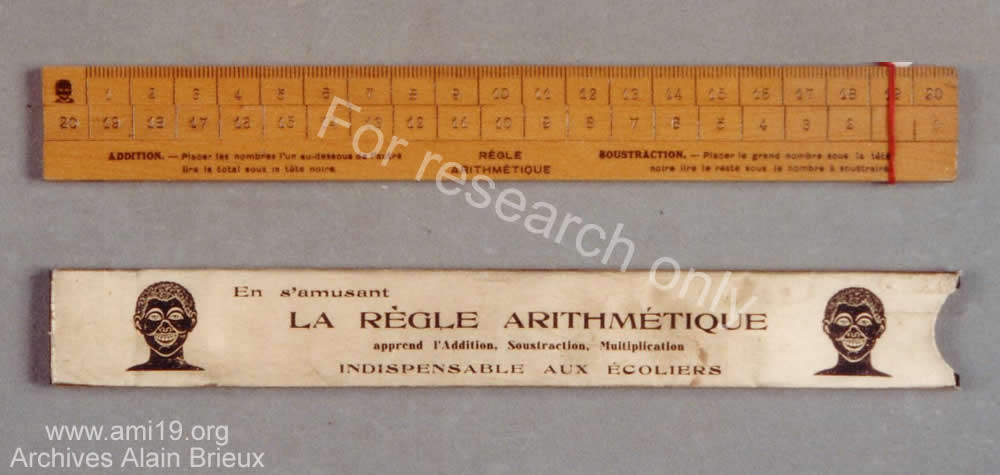 1 2 3 4 5 6 7 8 9 10 11 12 13 14 15 16 17 18 19 20
20 19 18 17 16 15 12 11 10 9 8 7 6 5 4 3 2 1
ADDITION. — Placer les nombres l'un au-dessous de l'autre
lire le total sous la tête noire.
RÈGLE
ARITHMÉTIQUE
SOUSTRACTION. — Placer le grand nombre sous la tête
noire lire le reste sous le nombre à soustraire.
For research only
En s'amusant
LA RÈGLE ARITHMÉTIQUE
apprend l'Addition, Soustraction, Multiplication
INDISPENSABLE AUX ÉCOLIERS
www.ami19.org
Archives Alain Brieux